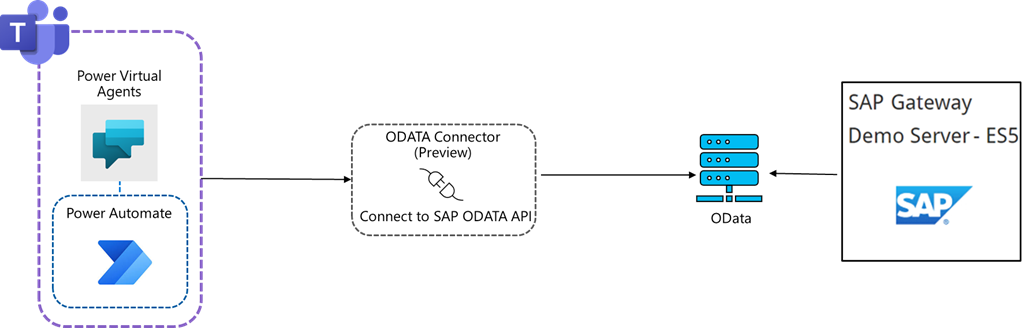 T
Power Virtual
Agents
Power Automate
ODATA Connector
(Preview)
Connect to SAP ODATA API
OData
SAP Gateway
Demo Server - ES5
SAP®